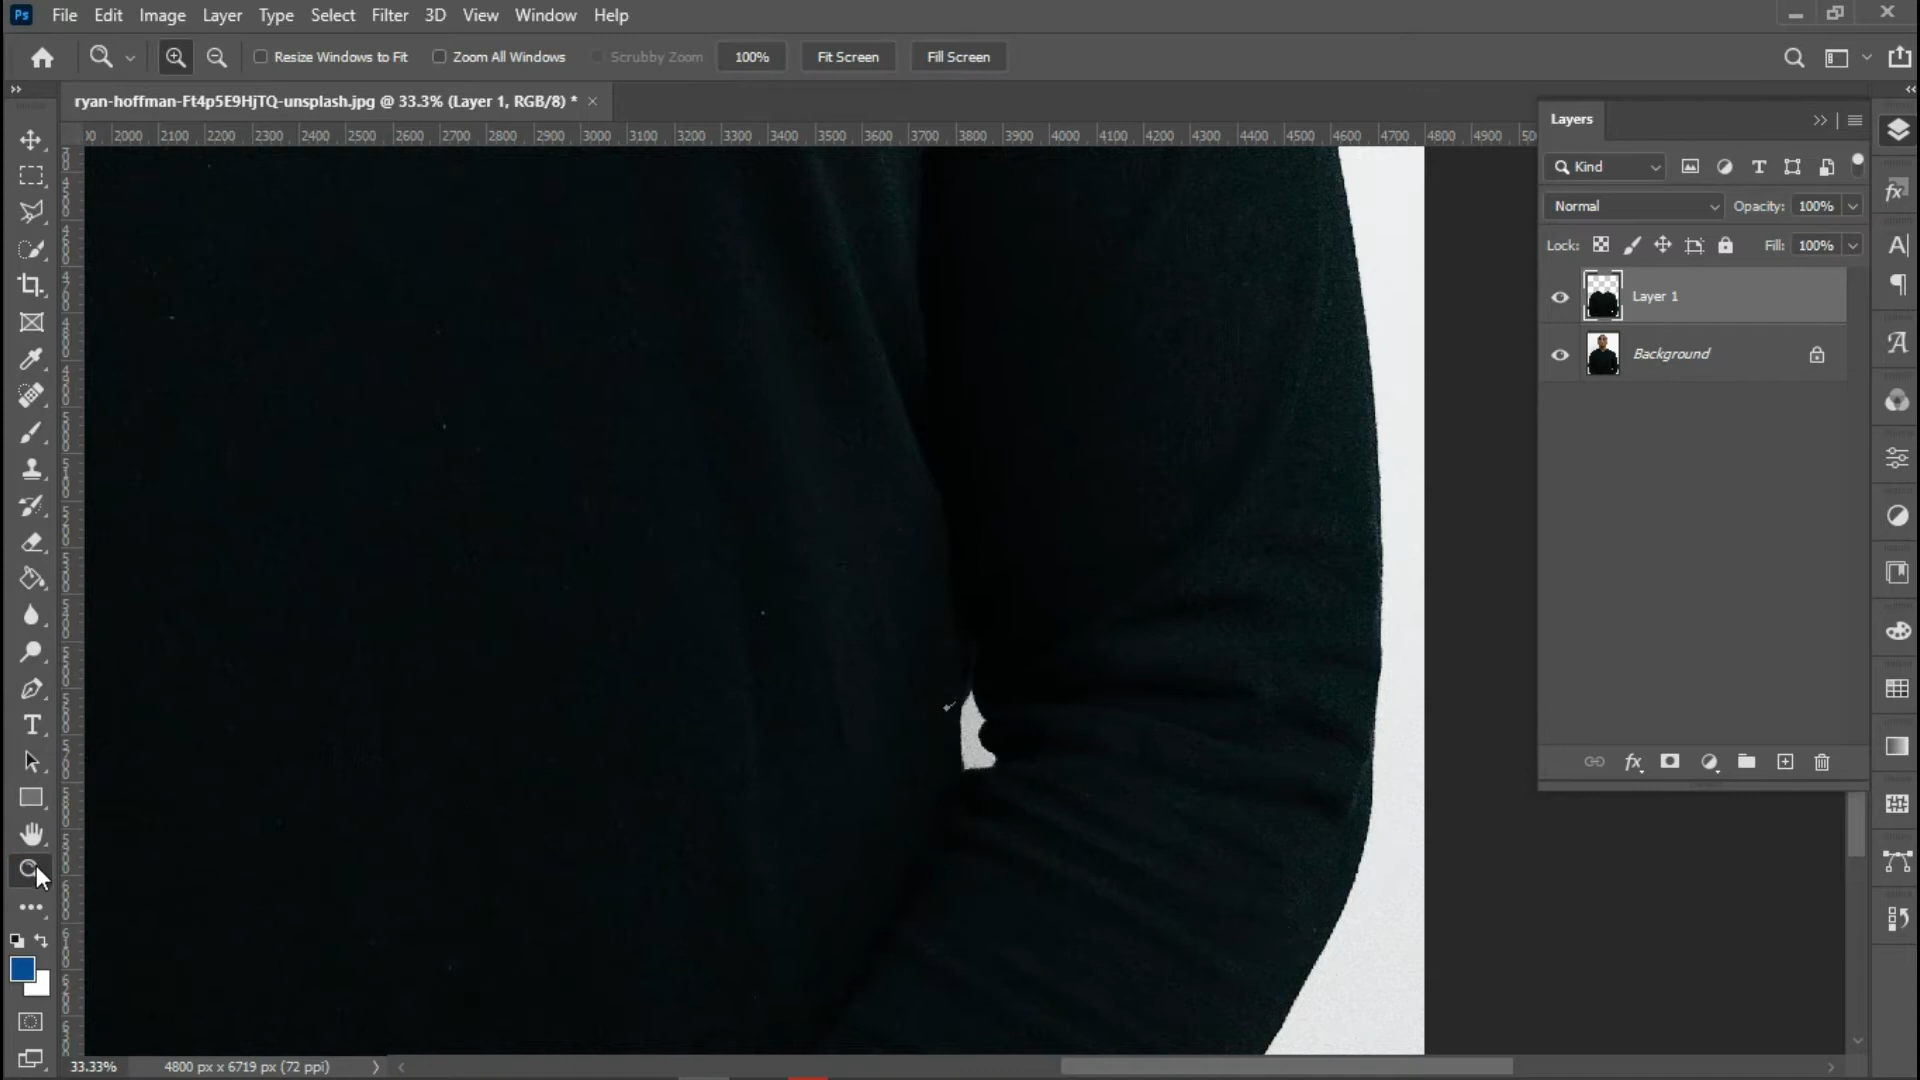 Ps File Edit Image Layer Type Select Filter 3D View Window Help
Resize Windows to Fit Zoom All Windows Scrubby Zoom 100% Fit Screen Fill Screen
ryan-hoffman-Ft4p5E9HjTQ-unsplash.jpg @ 33.3% (Layer 1, RGB/8) *
2000 2100 2200 2300 2400 2500 2600 2700 2800 2900 3000 3100 3200 3300 3400 3500 3600 3700 3800 3900 4000 4100 4200 4300 4400 4500 4600 4700 4800 4900
Layers
Kind
Normal Opacity: 100%
Lock: Fill: 100%
Layer 1
Background
fx
33.33% 4800 px x 6719 px (72 ppi)